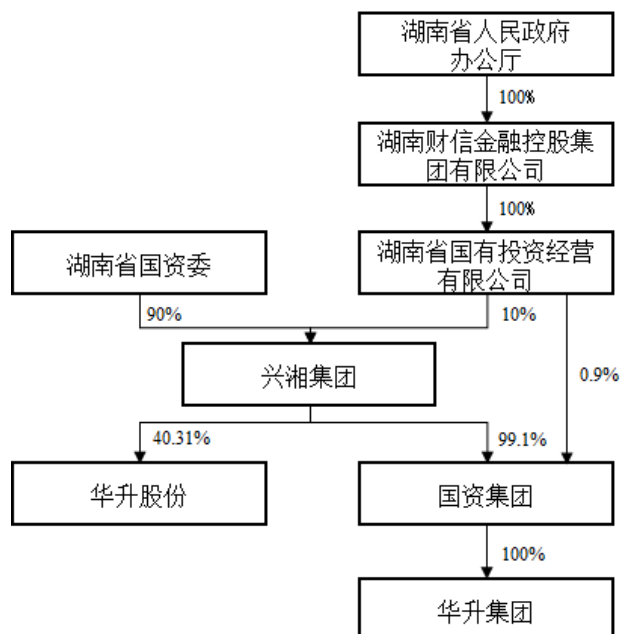 湖南省人民政府
办公厅
100%
湖南财信金融控股集
团有限公司
100%
湖南省国资委
湖南省国有投资经营
有限公司
90%
10%
兴湘集团
0.9%
40.31%
99.1%
华升股份
国资集团
100%
华升集团